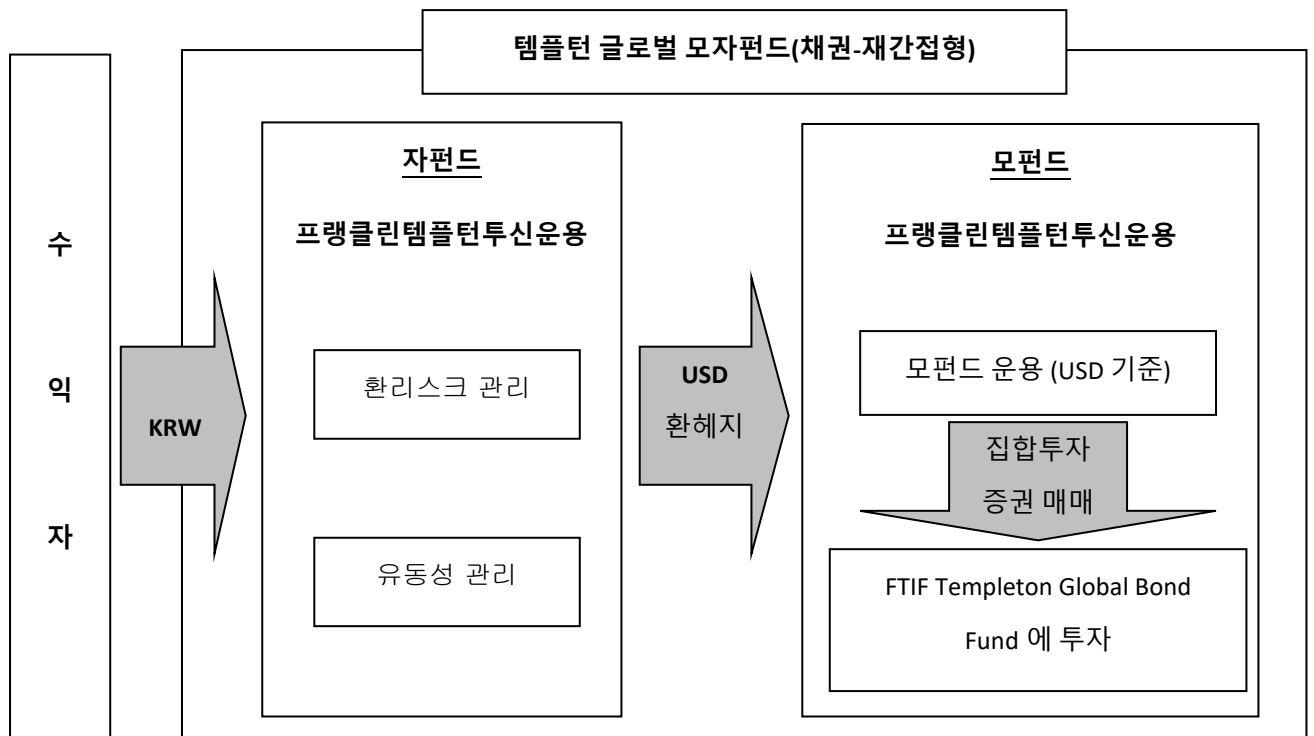 템플턴 글로벌 모자펀드(채권-재간접형)
수
익
자
KRW
자펀드
프랭클린템플턴투신운용
환리스크 관리
유동성 관리
USD
환헤지
모펀드
프랭클린템플턴투신운용
모펀드 운용 (USD 기준)
집합투자
증권 매매
FTIF Templeton Global Bond
Fund 에 투자